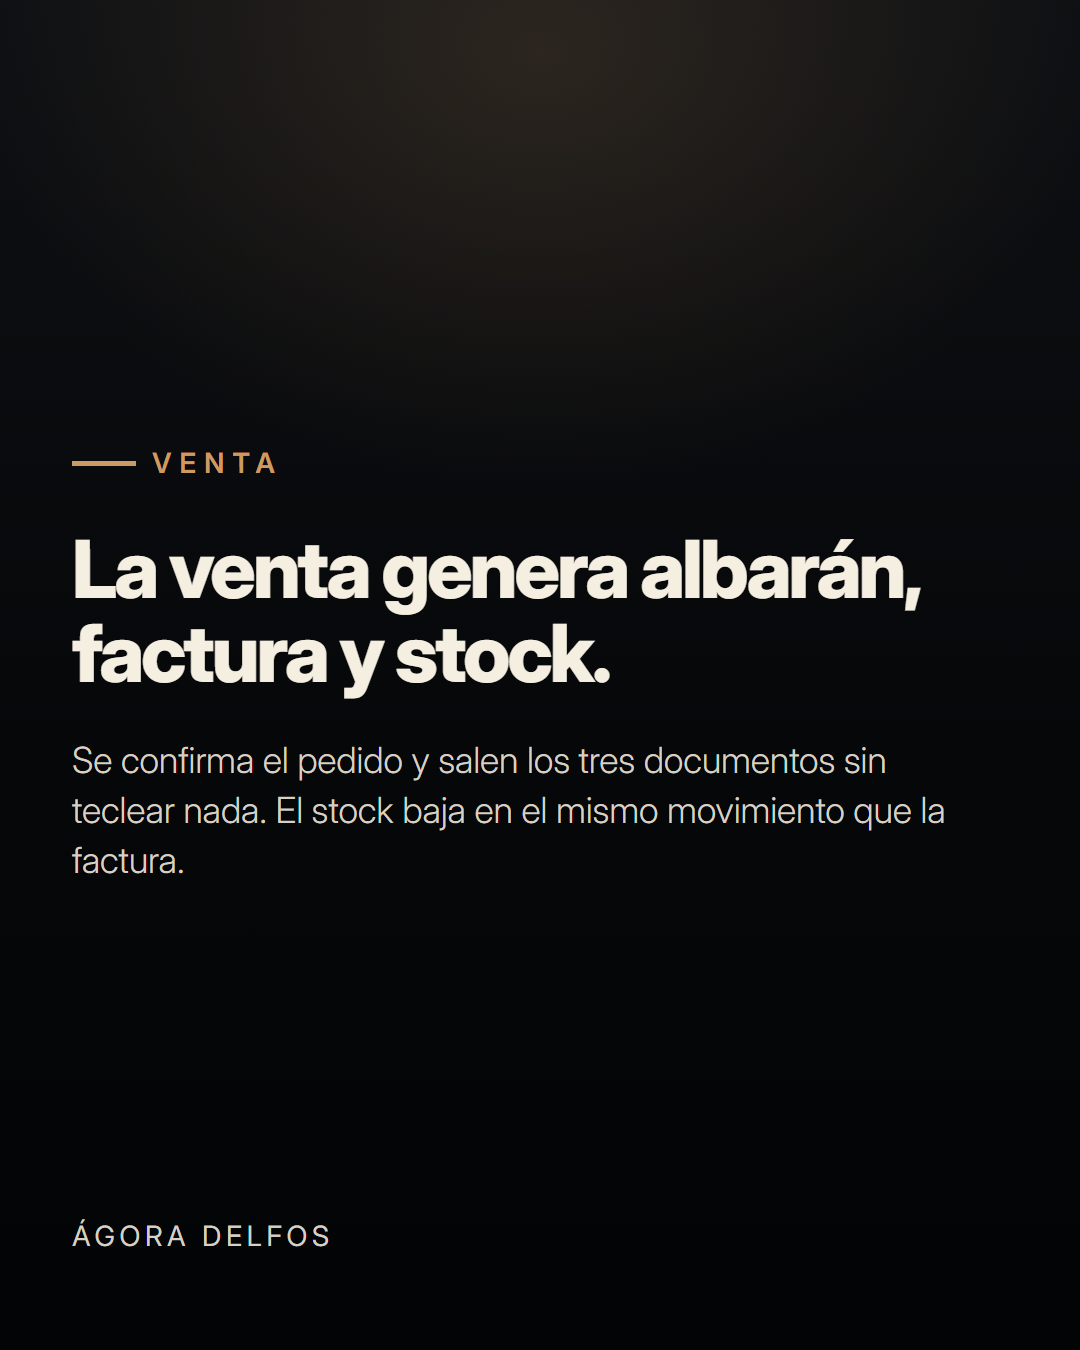 VENTA
La venta genera albarán,
factura y stock.
Se confirma el pedido y salen los tres documentos sin
teclear nada. El stock baja en el mismo movimiento que la
factura.
ÁGORA DELFOS